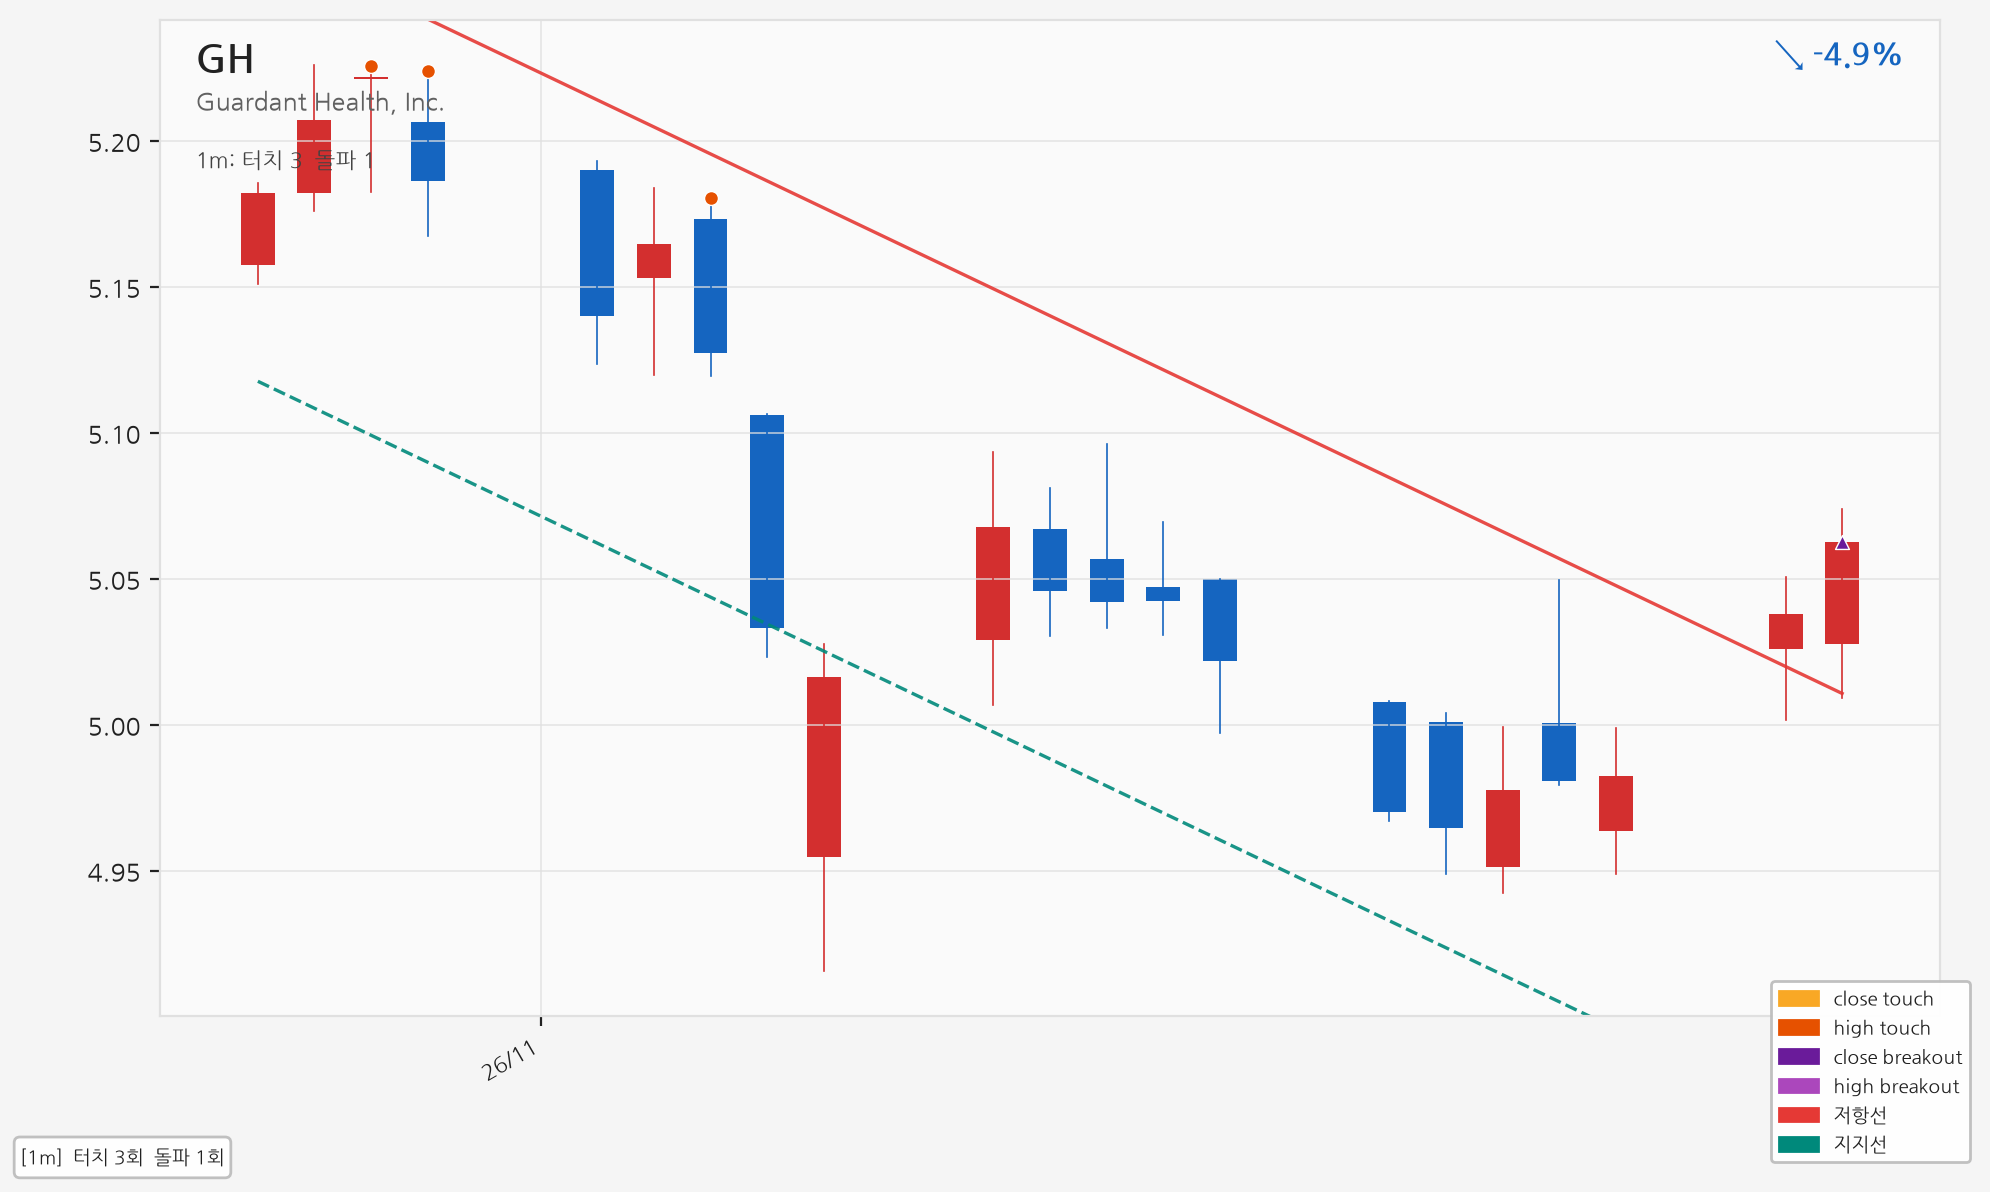 GH
Guardant Health, Inc.
1m: 터치 3  돌파 1
-4.9%
5.20
5.15
5.10
5.05
5.00
4.95
26/11
close touch
high touch
close breakout
high breakout
저항선
지지선
[1m]  터치 3회  돌파 1회